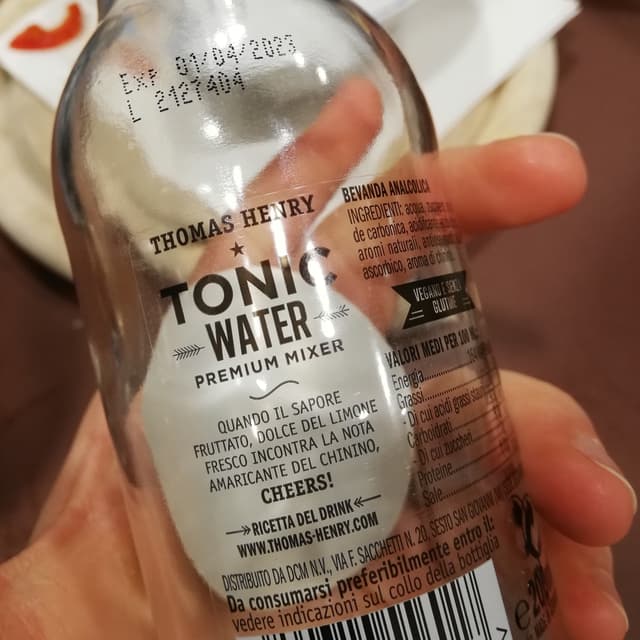 EXP 01/04/2023
L 2127404
THOMAS HENRY
TONIC
WATER
PREMIUM MIXER
QUANDO IL SAPORE
FRUTTATO, DOLCE DEL LIMONE
FRESCO INCONTRA LA NOTA
AMARICANTE DEL CHININO,
CHEERS!
RICETTA DEL DRINK
WWW.THOMAS-HENRY.COM
DISTRIBUITO DA DCM N.V., VIA F. SACCHETTI N. 20, SESTO SAN GIOVANNI
Da consumarsi preferibilmente entro il:
vedere indicazioni sul collo della bottiglia
BEVANDA ANALCOLICA
INGREDIENTI: acqua,
de carbonica,
aromi naturali,
ascorbico, aroma di
VEGANO E SENZA
GLUTINE
VALORI MEDI PER 100
Energia
Grassi
- Di cui acidi grassi
Carboidrati
- Di cui zuccheri
Proteine
Sale